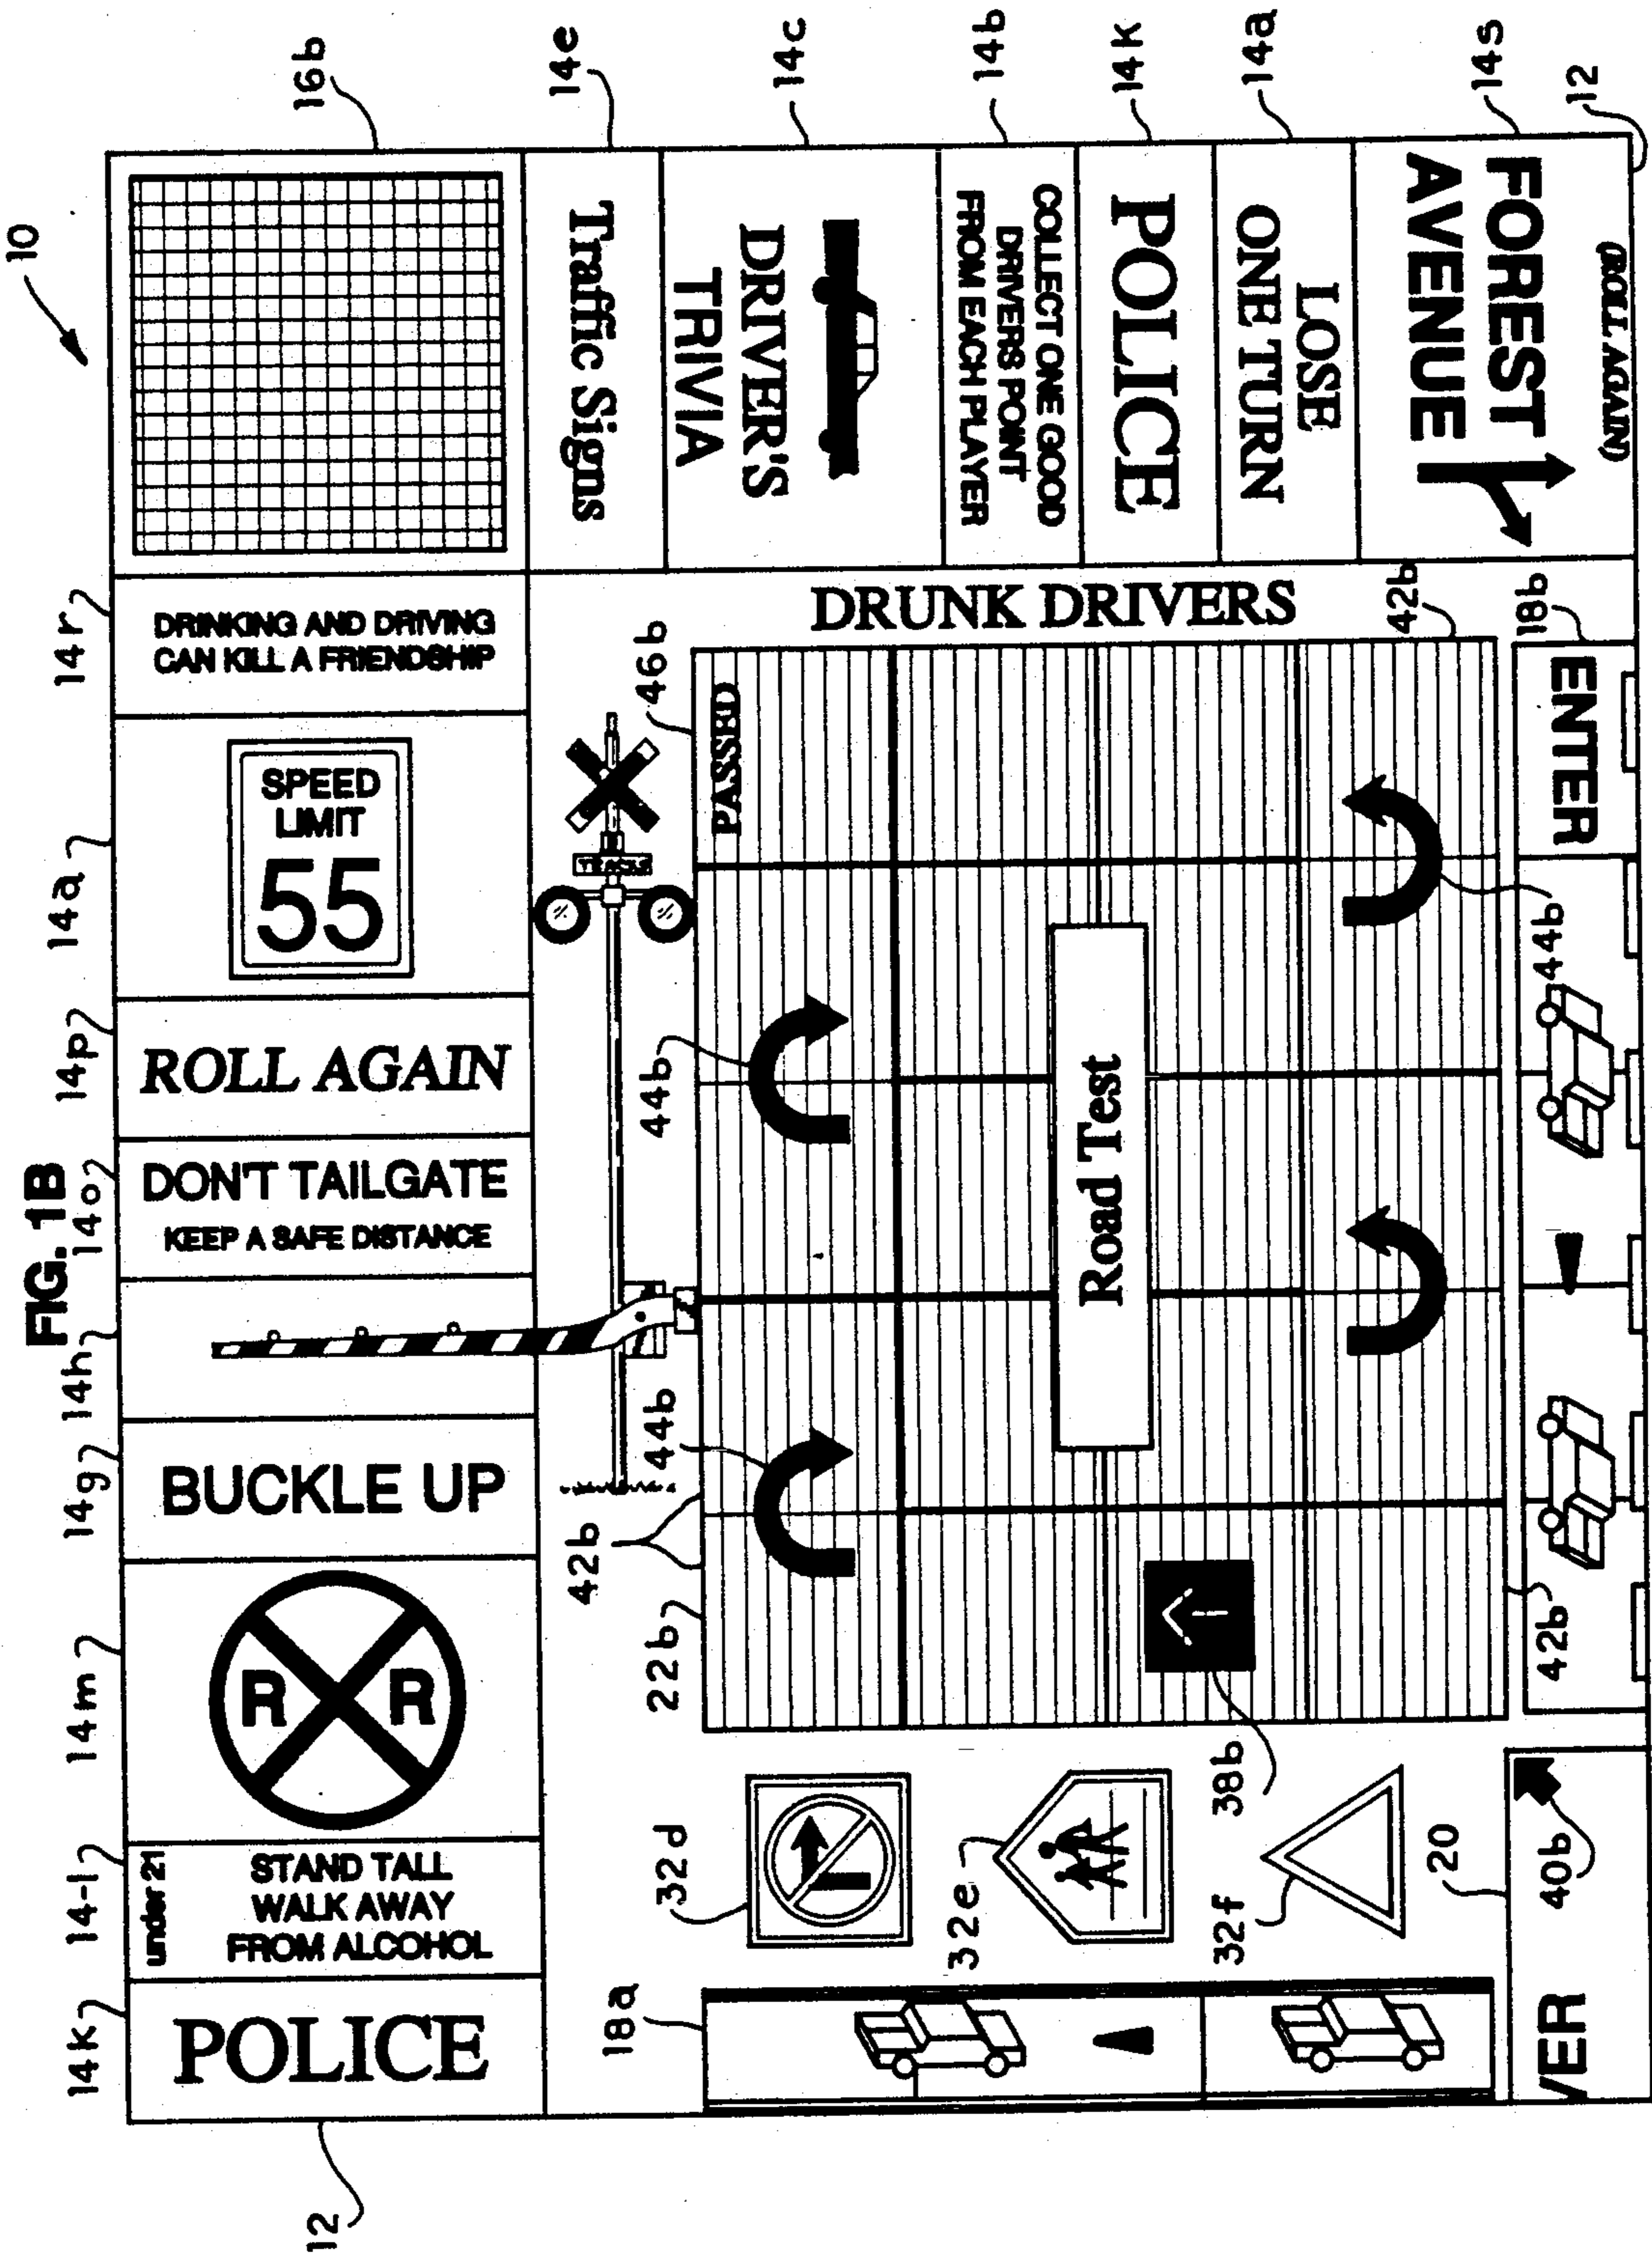 FIG. 1B
10
12
14k
14-l
14m
14g
14h
14o
14p
14a
14r
16b
POLICE
under 21
STAND TALL
WALK AWAY
FROM ALCOHOL
R R
BUCKLE UP
DON'T TAILGATE
KEEP A SAFE DISTANCE
ROLL AGAIN
SPEED
LIMIT
55
DRINKING AND DRIVING
CAN KILL A FRIENDSHIP
Traffic Signs
14e
DRIVER'S
TRIVIA
14c
COLLECT ONE GOOD
DRIVERS POINT
FROM EACH PLAYER
14b
POLICE
14k
LOSE
ONE TURN
14a
FOREST
AVENUE
(ROLL AGAIN)
14s
12
DRUNK DRIVERS
TRACKS
18a
32d
32e
32f
22b
42b
44b
44b
46b
PASSED
Road Test
38b
42b
18b
ENTER
44b
42b
20
40b
VER